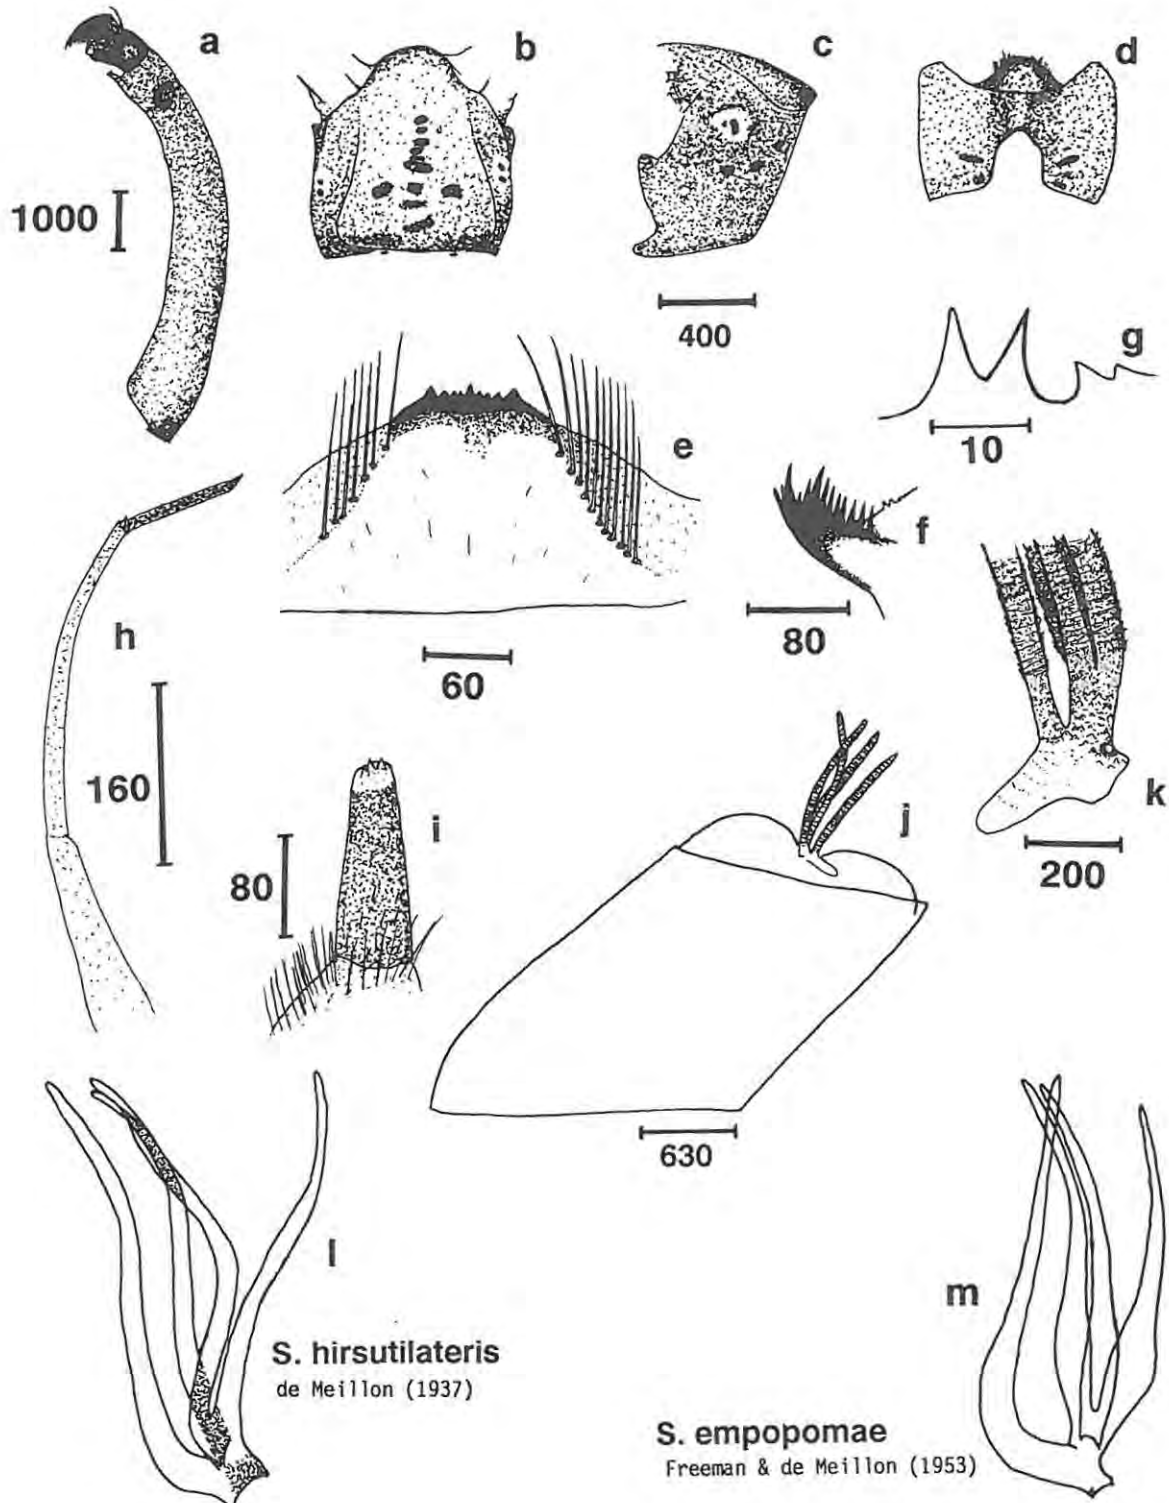 a
b
c
d
1000
400
g
10
e
f
h
60
80
k
160
i
j
80
200
630
l
S. hirsutilateris
de Meillon (1937)
m
S. empopomae
Freeman & de Meillon (1953)